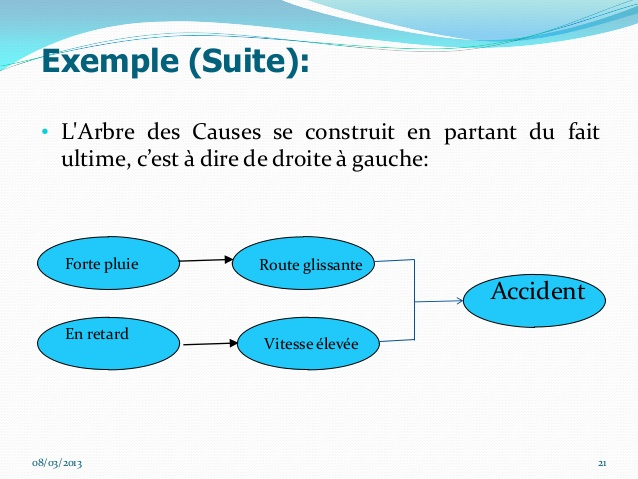 Exemple (Suite):
• L'Arbre des Causes se construit en partant du fait
ultime, c’est à dire de droite à gauche:
Forte pluie
Route glissante
Accident
En retard
Vitesse élevée
08/03/2013
21